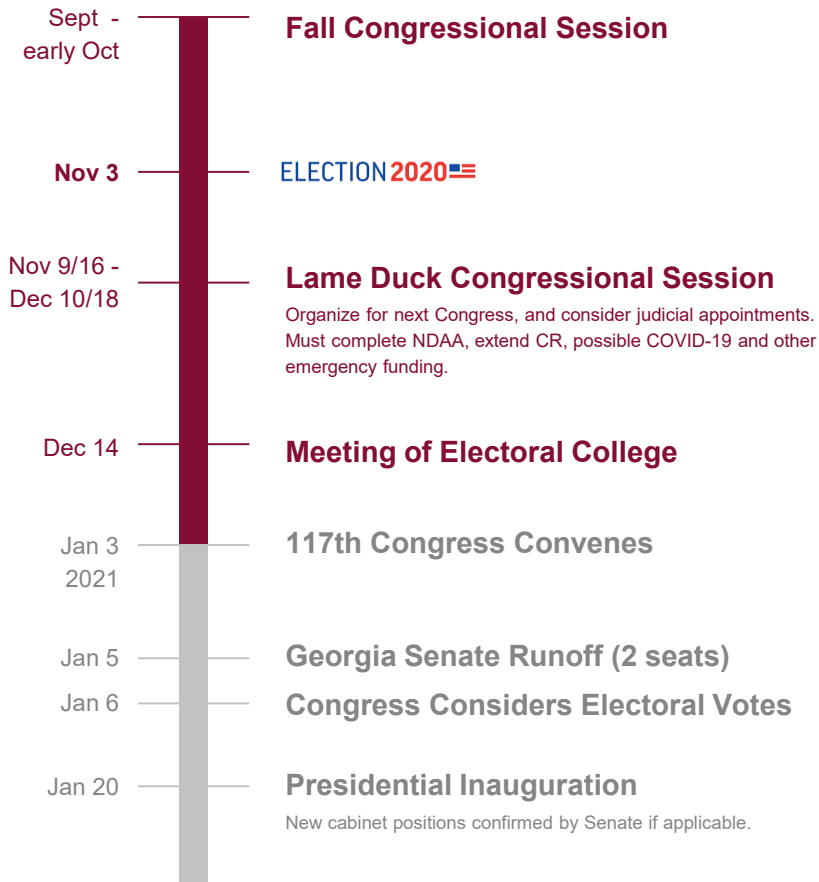 Sept -
early Oct
Fall Congressional Session
Nov 3
ELECTION 2020
Nov 9/16 -
Dec 10/18
Lame Duck Congressional Session
Organize for next Congress, and consider judicial appointments.
Must complete NDAA, extend CR, possible COVID-19 and other
emergency funding.
Dec 14
Meeting of Electoral College
Jan 3
2021
117th Congress Convenes
Jan 5
Georgia Senate Runoff (2 seats)
Jan 6
Congress Considers Electoral Votes
Jan 20
Presidential Inauguration
New cabinet positions confirmed by Senate if applicable.